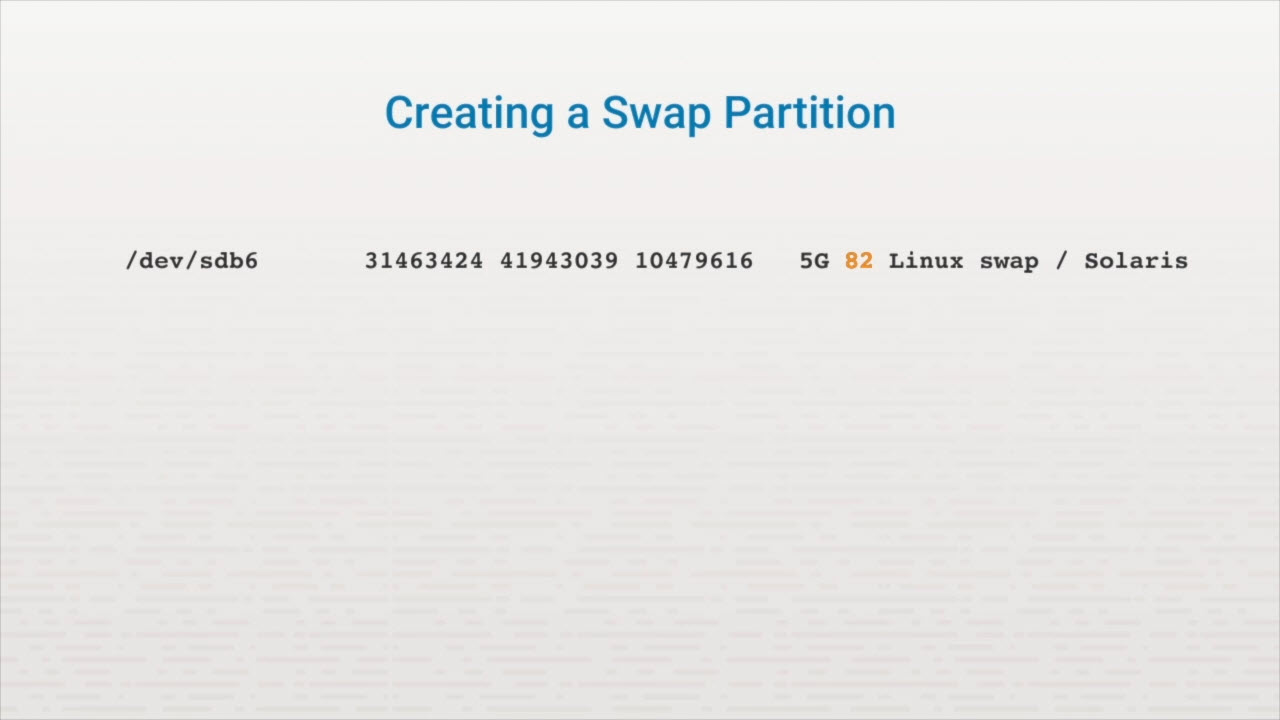 Creating a Swap Partition
/dev/sdb6 31463424 41943039 10479616 5G 82 Linux swap / Solaris